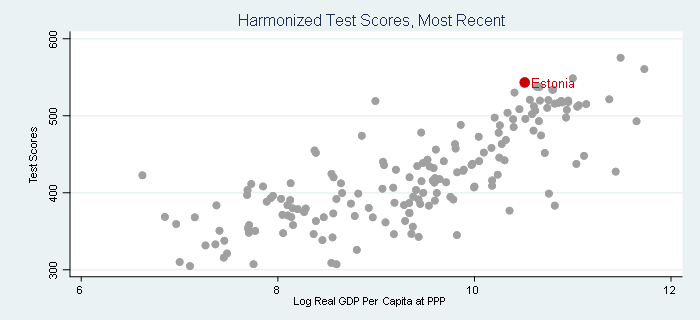 Harmonized Test Scores, Most Recent
600
500
400
300
Test Scores
Estonia
6
8
10
12
Log Real GDP Per Capita at PPP